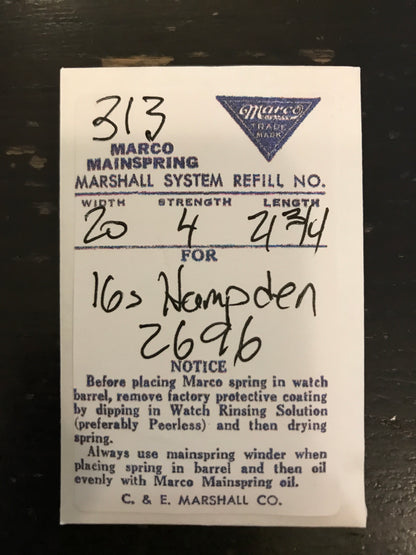 313
Marco
TRADE
MARK
MARCO
MAINSPRING
MARSHALL SYSTEM REFILL NO.
WIDTH STRENGTH LENGTH
20 4 21 3/4
FOR
16s Hampden
2696
NOTICE
Before placing Marco spring in watch
barrel, remove factory protective coating
by dipping in Watch Rinsing Solution
(preferably Peerless) and then drying
spring.
Always use mainspring winder when
placing spring in barrel and then oil
evenly with Marco Mainspring oil.
C. & E. MARSHALL CO.